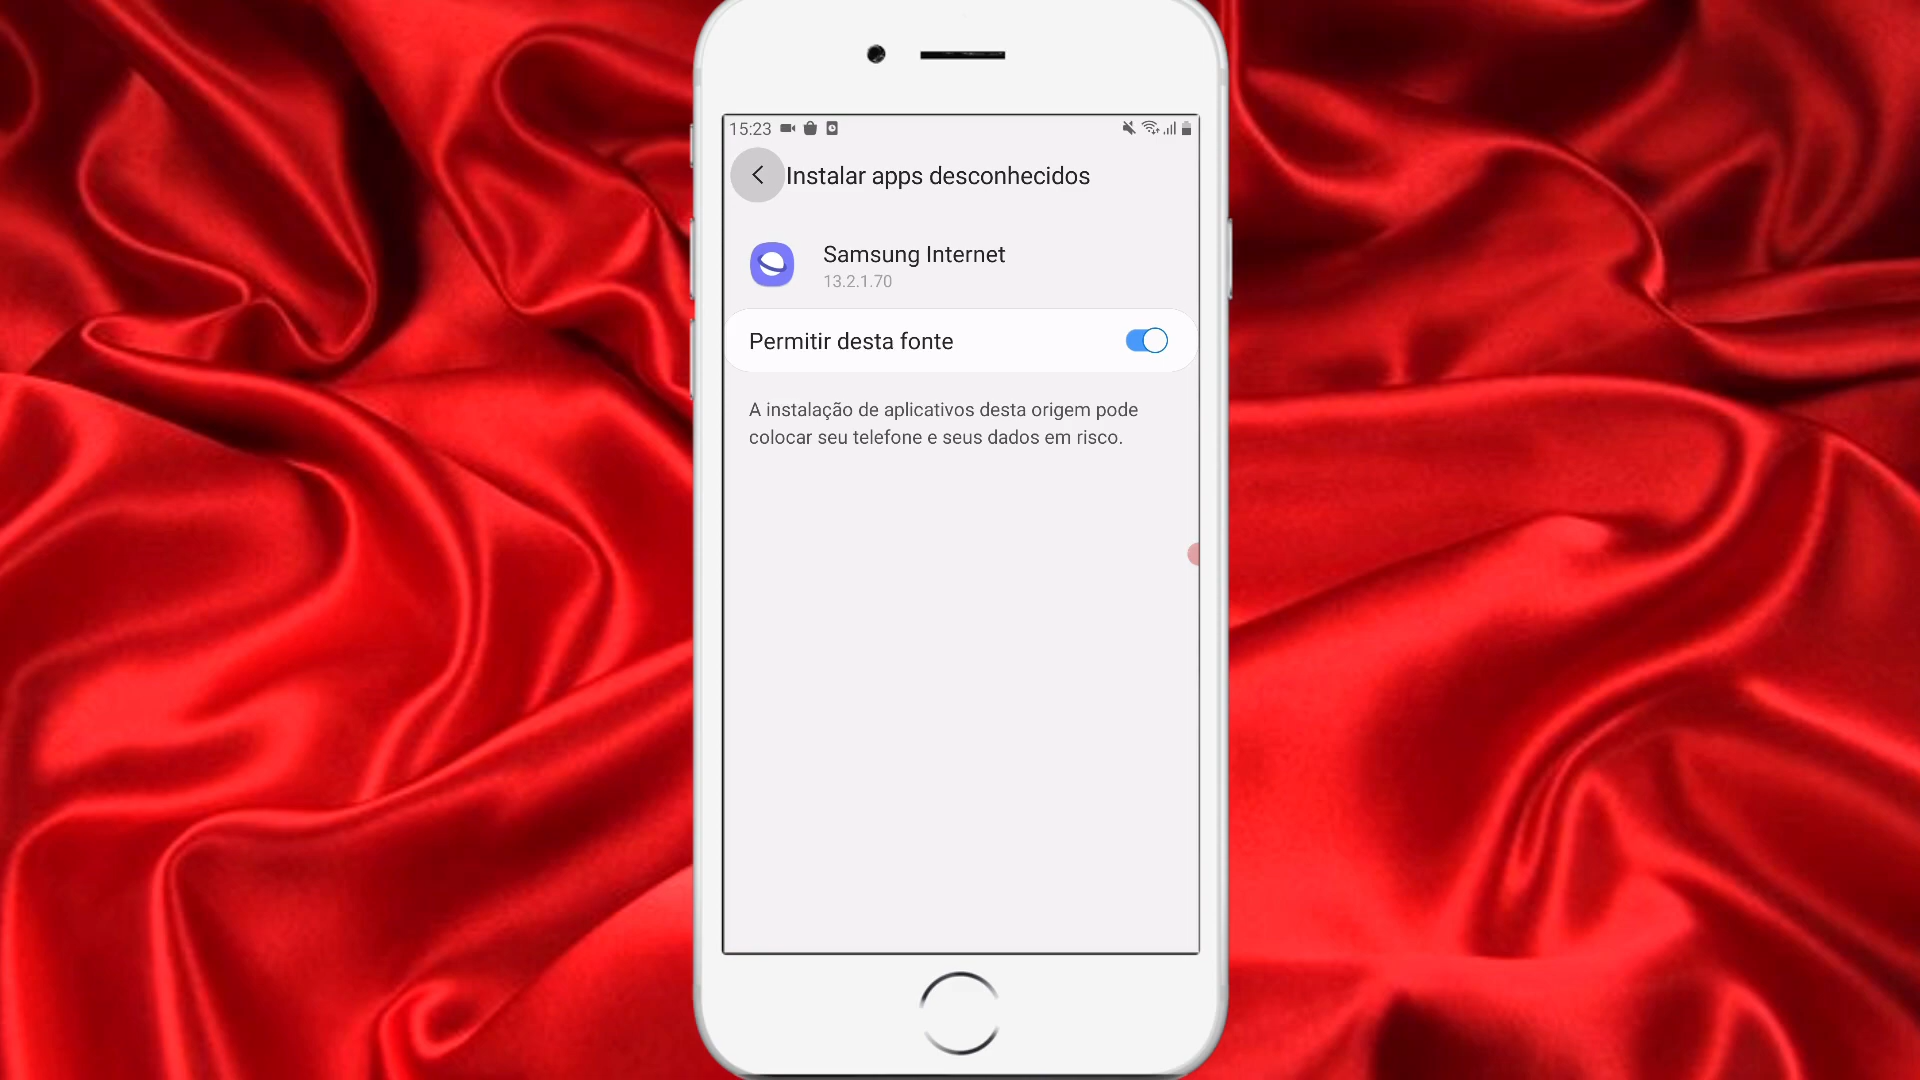 15:23
Instalar apps desconhecidos
Samsung Internet
13.2.1.70
Permitir desta fonte
A instalação de aplicativos desta origem pode
colocar seu telefone e seus dados em risco.